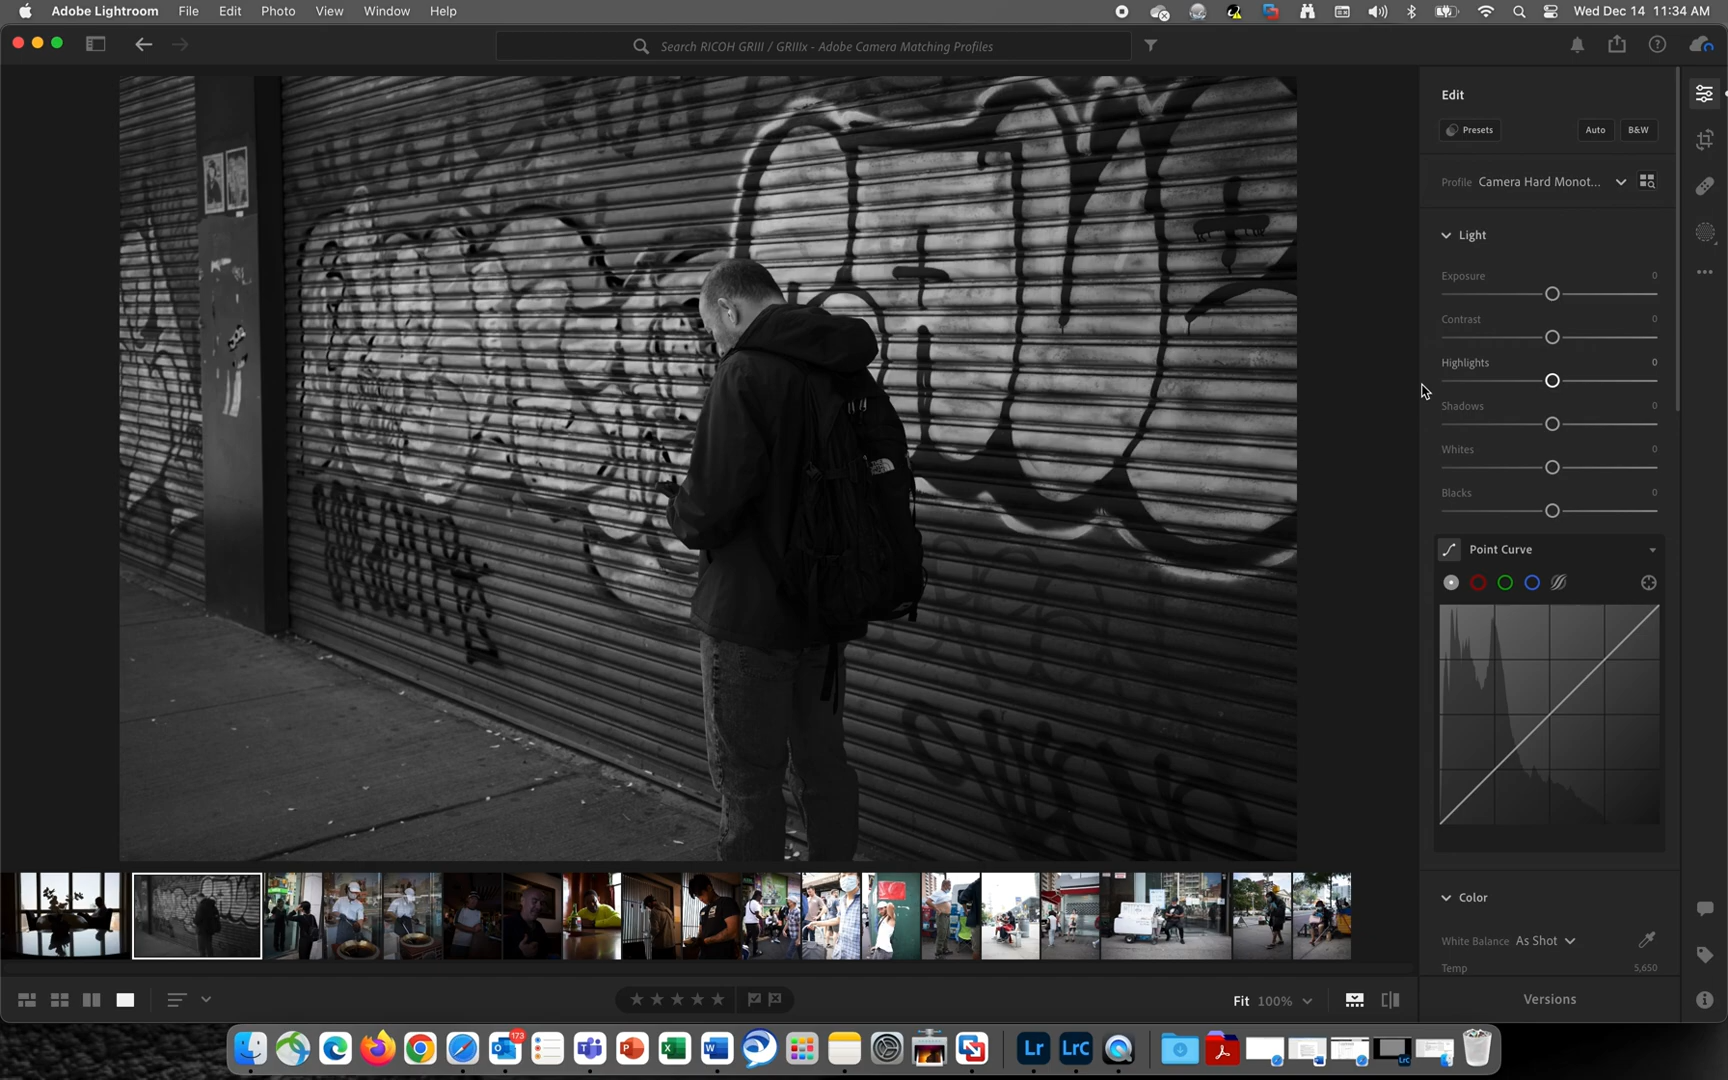 Adobe Lightroom File Edit Photo View Window Help
Wed Dec 14 11:34 AM
Search RICOH GRIII / GRIIIx - Adobe Camera Matching Profiles
Edit
Presets Auto B&W
Profile Camera Hard Monot...
Light
Exposure 0
Contrast 0
Highlights 0
Shadows 0
Whites 0
Blacks 0
Point Curve
Color
White Balance As Shot
Temp 5,650
Fit 100%
Versions
173
Lr LrC